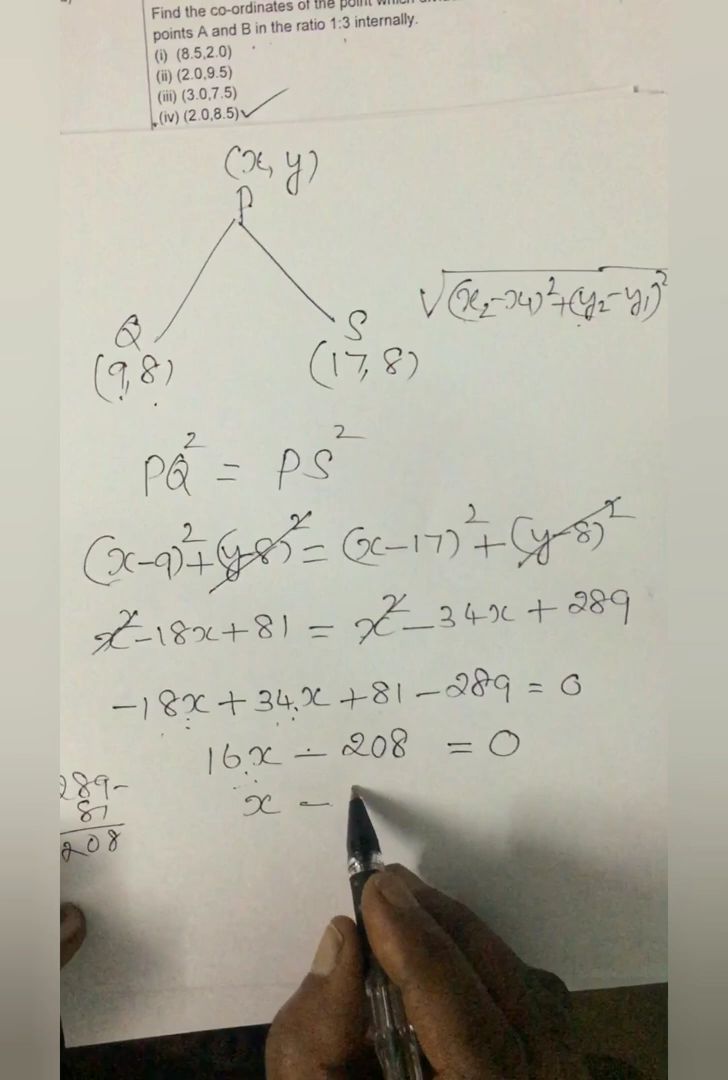 Find the co-ordinates of the point which
points A and B in the ratio 1:3 internally.
(i) (8.5,2.0)
(ii) (2.0,9.5)
(iii) (3.0,7.5)
(iv) (2.0,8.5)✓
(x, y)
P
Q
S
(9,8)
(17, 8)
√(x₂-x₁)²+(y₂-y₁)²
PQ² = PS²
(x-9)²+(y-8)² = (x-17)²+(y-8)²
x²-18x+81 = x²-34x+289
-18x+34x+81-289=0
16x-208 =0
x -
289-
81
208